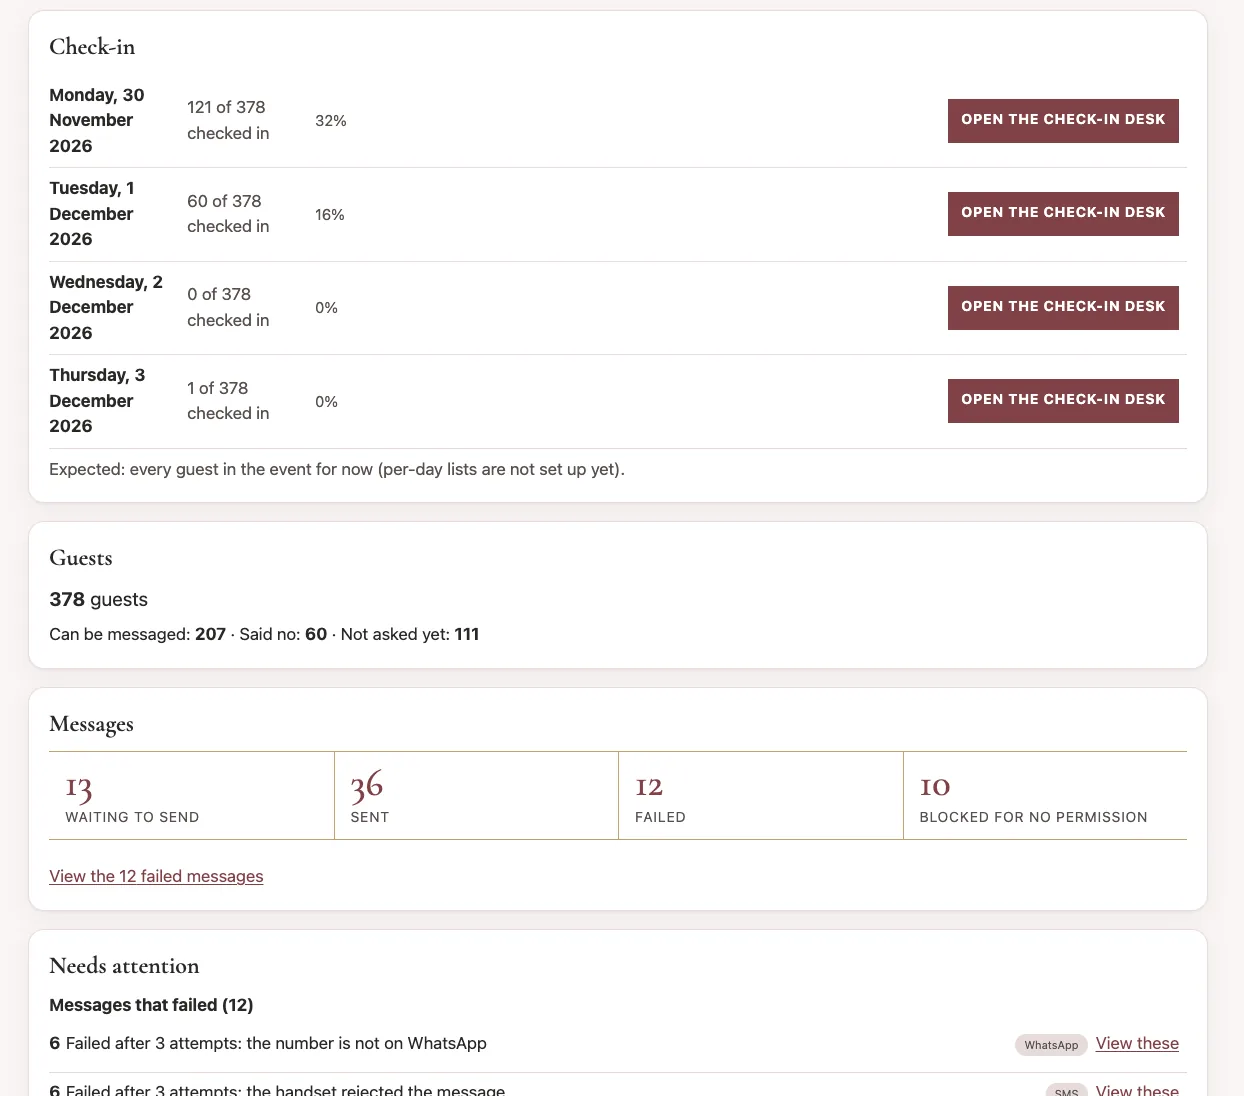 Check-in
Monday, 30
November
2026
121 of 378
checked in
32%
OPEN THE CHECK-IN DESK
Tuesday, 1
December
2026
60 of 378
checked in
16%
OPEN THE CHECK-IN DESK
Wednesday, 2
December
2026
0 of 378
checked in
0%
OPEN THE CHECK-IN DESK
Thursday, 3
December
2026
1 of 378
checked in
0%
OPEN THE CHECK-IN DESK
Expected: every guest in the event for now (per-day lists are not set up yet).
Guests
378 guests
Can be messaged: 207 · Said no: 60 · Not asked yet: 111
Messages
13
WAITING TO SEND
36
SENT
12
FAILED
10
BLOCKED FOR NO PERMISSION
View the 12 failed messages
Needs attention
Messages that failed (12)
6 Failed after 3 attempts: the number is not on WhatsApp
WhatsApp
View these
6 Failed after 3 attempts: the handset rejected the message
SMS
View these